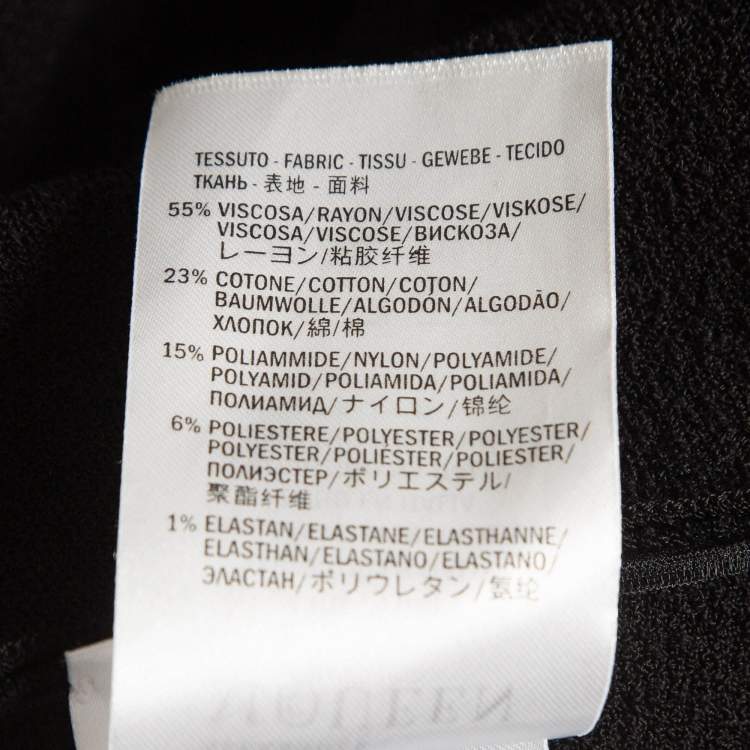 TESSUTO - FABRIC - TISSU - GEWEBE - TECIDO
ТКАНЬ - 表地 - 面料
55% VISCOSA/RAYON/VISCOSE/VISKOSE/
VISCOSA/VISCOSE/ВИСКОЗА/
レーヨン/粘胶纤维
23% COTONE/COTTON/COTON/
BAUMWOLLE/ALGODÓN/ALGODÃO/
ХЛОПОК/綿/棉
15% POLIAMMIDE/NYLON/POLYAMIDE/
POLYAMID/POLIAMIDA/POLIAMIDA/
ПОЛИАМИД/ナイロン/锦纶
6% POLIESTERE/POLYESTER/POLYESTER/
POLYESTER/POLIÉSTER/POLIESTER/
ПОЛИЭСТЕР/ポリエステル/
聚酯纤维
1% ELASTAN/ELASTANE/ELASTHANNE/
ELASTHAN/ELASTANO/ELASTANO/
ЭЛАСТАН/ポリウレタン/氨纶